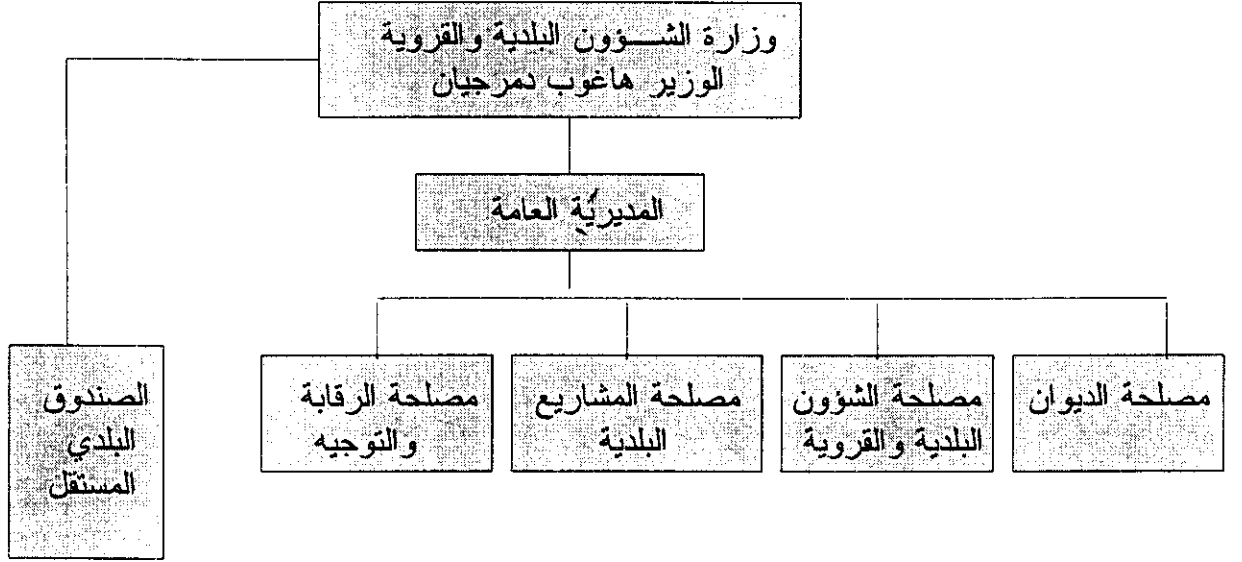 وزارة الشـــؤون البلدية والقروية
الوزير هاغوب دمرجيان
المديرية العامة
مصلحة الديوان
مصلحة الشؤون
البلدية والقروية
مصلحة المشاريع
البلدية
مصلحة الرقابة
والتوجيه
الصندوق
البلدي
المستقل